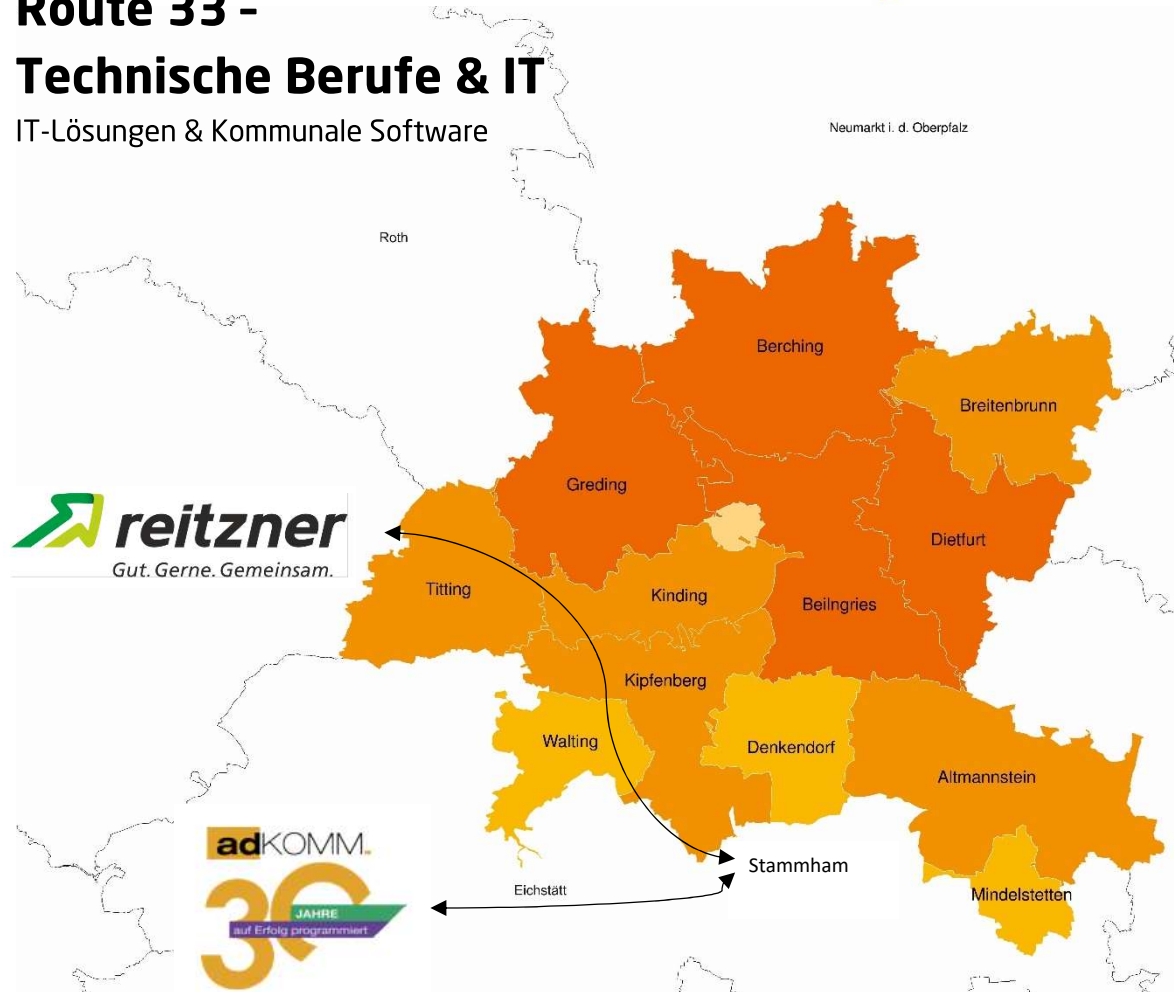 Route 33 –
Technische Berufe & IT
IT-Lösungen & Kommunale Software
Neumarkt i. d. Oberpfalz
Roth
Berching
Breitenbrunn
Greding
reitzner
Gut. Gerne. Gemeinsam.
Dietfurt
Titting
Kinding
Beilngries
Kipfenberg
Walting
Denkendorf
Altmannstein
adKOMM
30
JAHRE
auf Erfolg programmiert
Stammham
Eichstätt
Mindelstetten